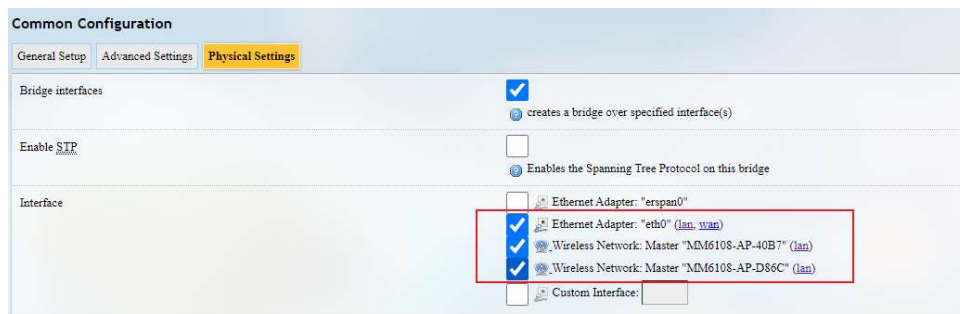 Common Configuration
General Setup Advanced Settings Physical Settings
Bridge interfaces
creates a bridge over specified interface(s)
Enable STP
Enables the Spanning Tree Protocol on this bridge
Interface
Ethernet Adapter: "erspan0"
Ethernet Adapter: "eth0" (lan, wan)
Wireless Network: Master "MM6108-AP-40B7" (lan)
Wireless Network: Master "MM6108-AP-D86C" (lan)
Custom Interface: